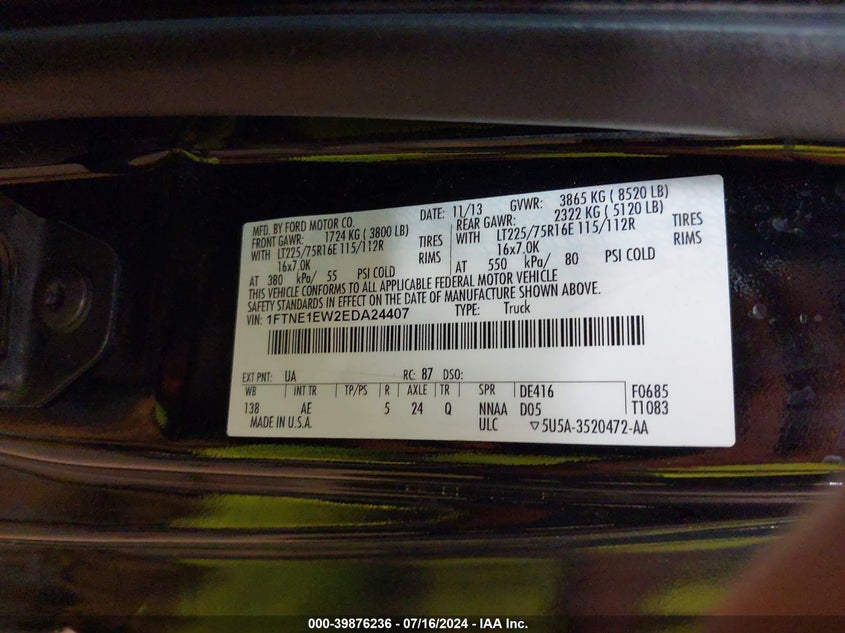 MFD. BY FORD MOTOR CO. DATE: 11/13 GVWR: 3865 KG ( 8520 LB)
FRONT GAWR: 1724 KG ( 3800 LB) REAR GAWR: 2322 KG ( 5120 LB)
WITH LT225/75R16E 115/112R TIRES WITH LT225/75R16E 115/112R TIRES
16x7.0K RIMS 16x7.0K RIMS
AT 380 kPa/ 55 PSI COLD AT 550 kPa/ 80 PSI COLD
THIS VEHICLE CONFORMS TO ALL APPLICABLE FEDERAL MOTOR VEHICLE
SAFETY STANDARDS IN EFFECT ON THE DATE OF MANUFACTURE SHOWN ABOVE.
VIN: 1FTNE1EW2EDA24407 TYPE: Truck
EXT PNT: UA RC: 87 DSO:
WB INT TR TP/PS R AXLE TR SPR DE416 F0685
138 AE 5 24 Q NNAA D05 T1083
MADE IN U.S.A. ULC ▽5U5A-3520472-AA
000-39876236 - 07/16/2024 - IAA Inc.